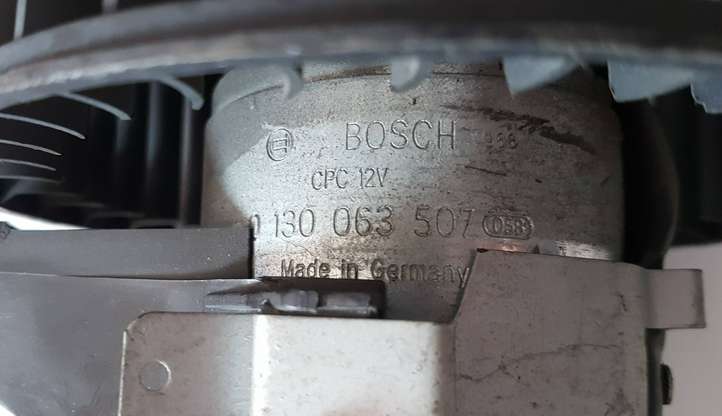 BOSCH
CPC 12V
0 130 063 507
Made in Germany